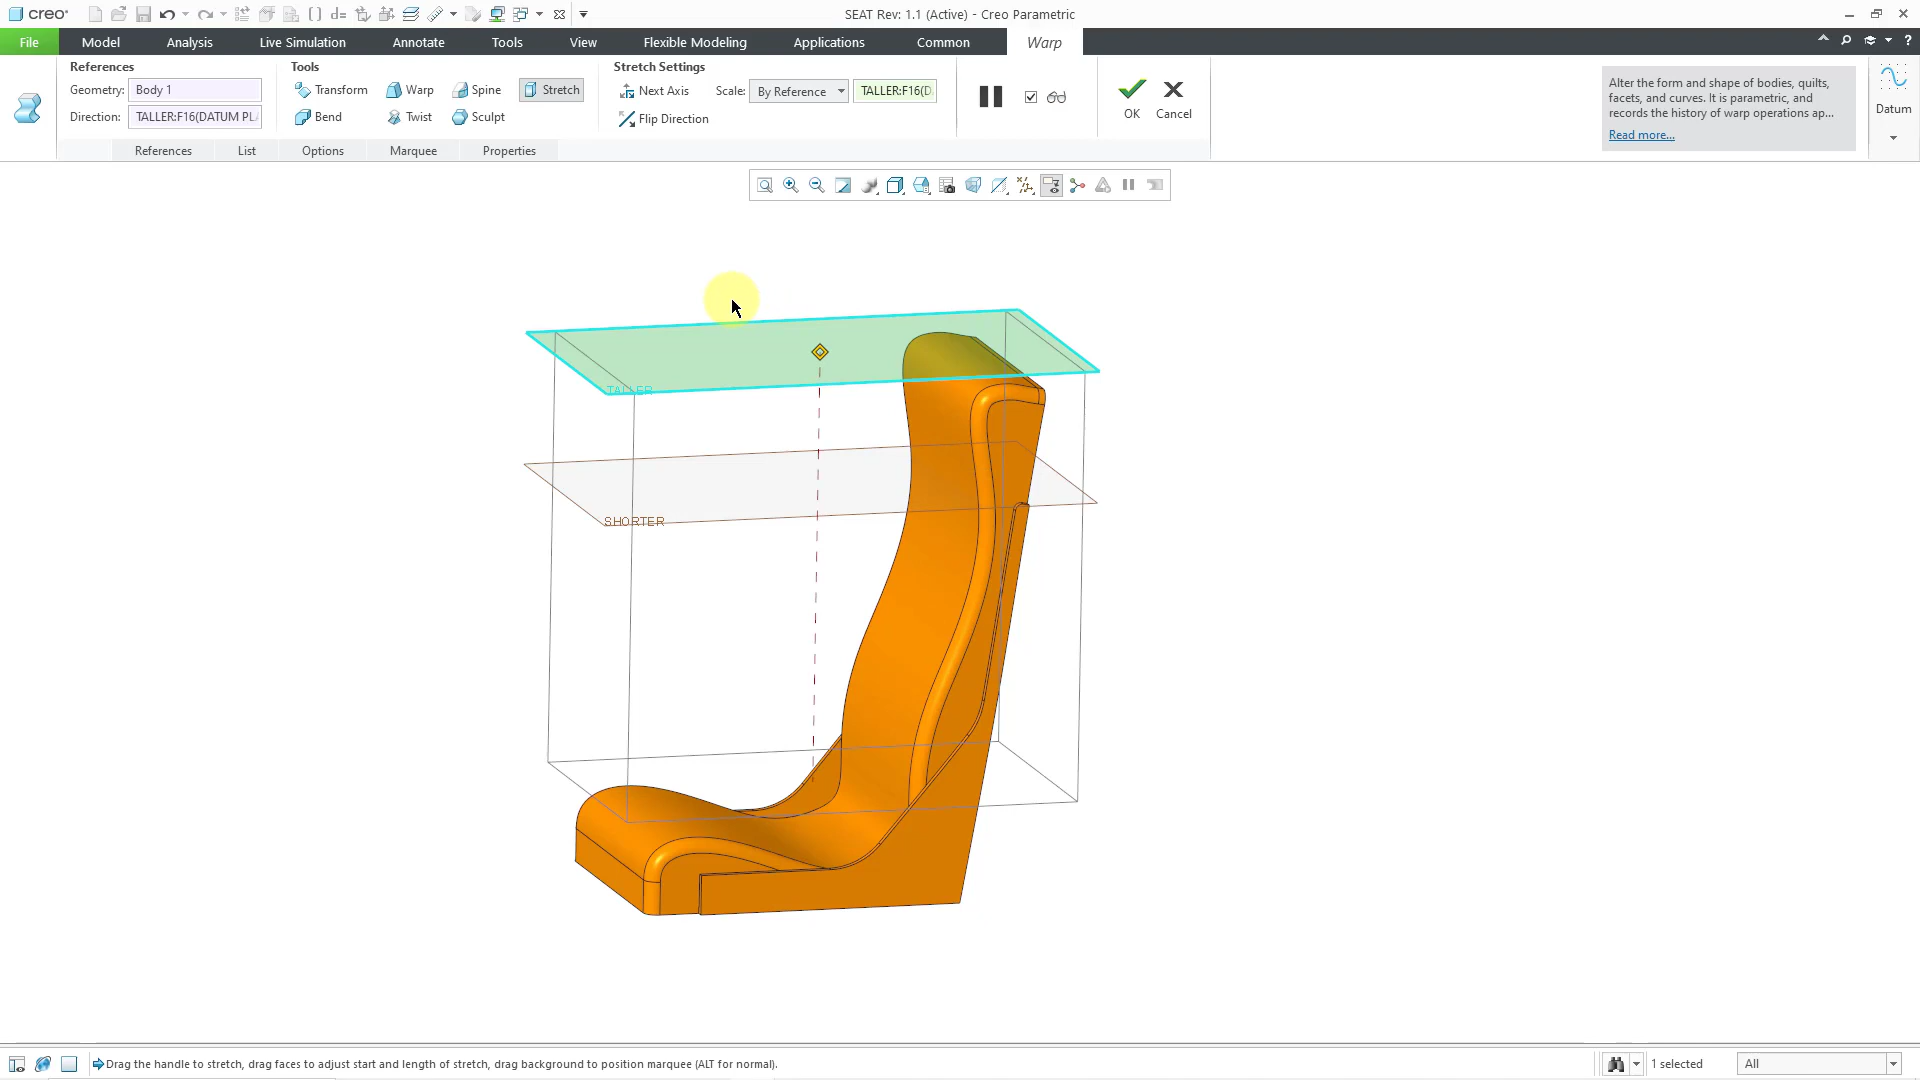 creo
SEAT Rev: 1.1 (Active) - Creo Parametric
File Model Analysis Live Simulation Annotate Tools View Flexible Modeling Applications Common Warp
References
Geometry: Body 1
Direction: TALLER:F16(DATUM PL
Tools
Transform Warp Spine Stretch
Bend Twist Sculpt
Stretch Settings
Next Axis Scale: By Reference TALLER:F16(D
Flip Direction
OK Cancel
Alter the form and shape of bodies, quilts,
facets, and curves. It is parametric, and
records the history of warp operations ap...
Read more...
Datum
References List Options Marquee Properties
TALLER
SHORTER
Drag the handle to stretch, drag faces to adjust start and length of stretch, drag background to position marquee (ALT for normal).
1 selected
All